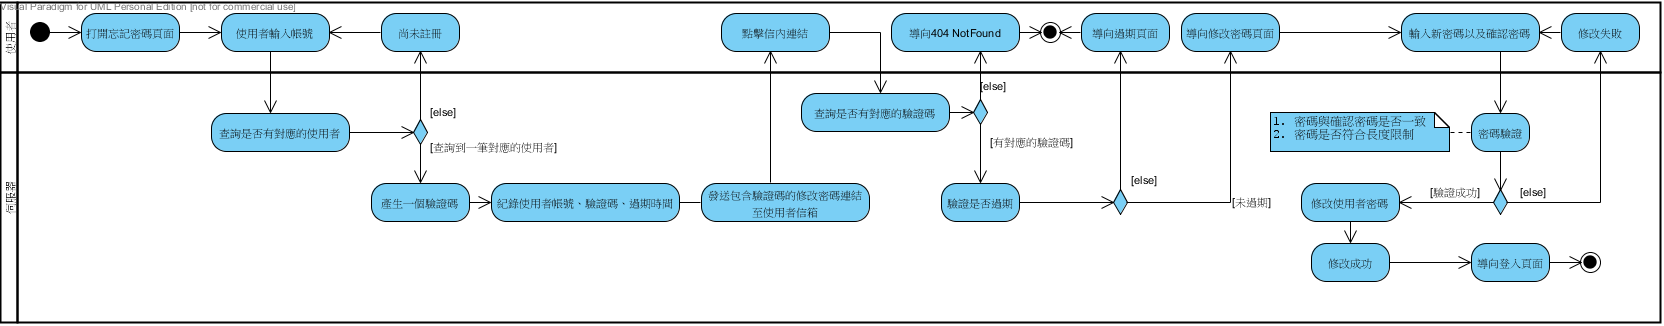 Visual Paradigm for UML Personal Edition [not for commercial use]
使用者
打開忘記密碼頁面
使用者輸入帳號
尚未註冊
點擊信內連結
導向404 NotFound
導向過期頁面
導向修改密碼頁面
輸入新密碼以及確認密碼
修改失敗
伺服器
查詢是否有對應的使用者
[else]
[查詢到一筆對應的使用者]
產生一個驗證碼
紀錄使用者帳號、驗證碼、過期時間
發送包含驗證碼的修改密碼連結
至使用者信箱
查詢是否有對應的驗證碼
[else]
[有對應的驗證碼]
驗證是否過期
[else]
[未過期]
1. 密碼與確認密碼是否一致
2. 密碼是否符合長度限制
密碼驗證
[驗證成功]
[else]
修改使用者密碼
修改成功
導向登入頁面